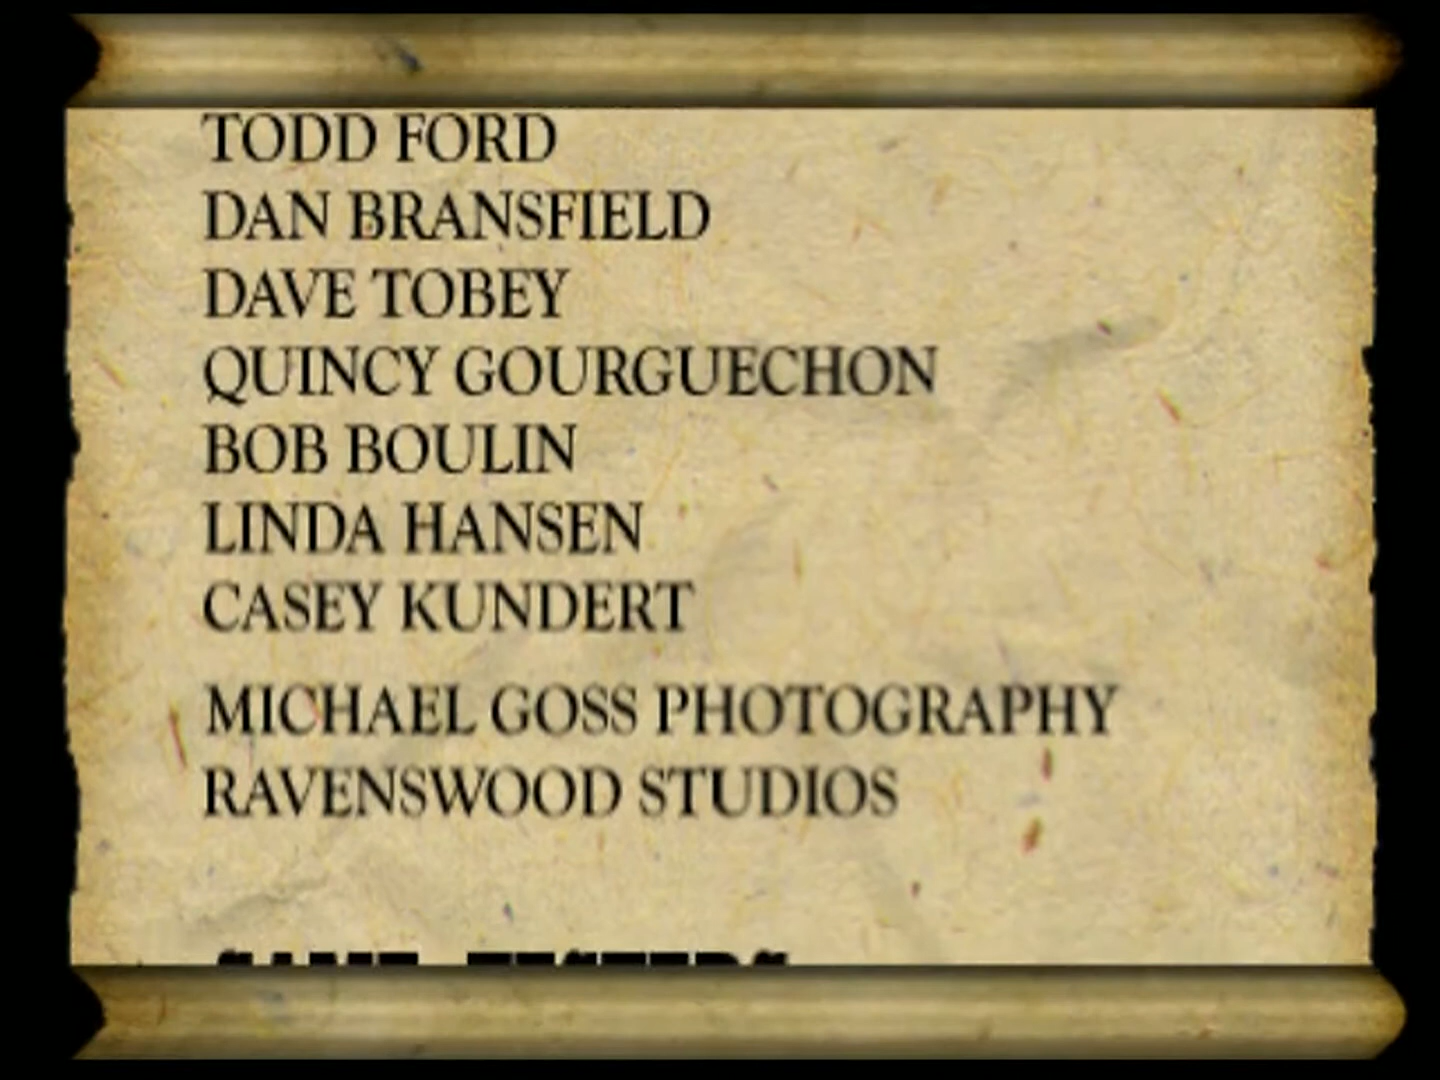 TODD FORD
DAN BRANSFIELD
DAVE TOBEY
QUINCY GOURGUECHON
BOB BOULIN
LINDA HANSEN
CASEY KUNDERT
MICHAEL GOSS PHOTOGRAPHY
RAVENSWOOD STUDIOS